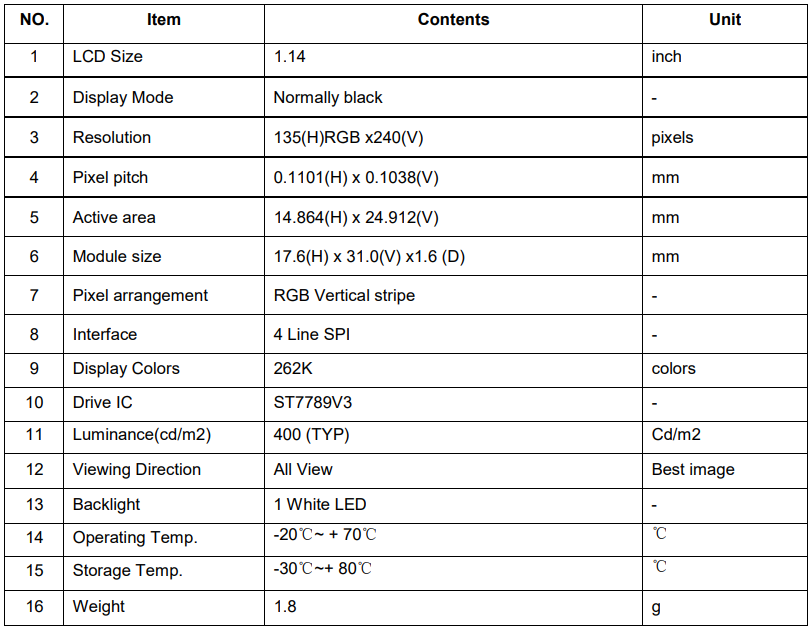 NO. Item Contents Unit
1 LCD Size 1.14 inch
2 Display Mode Normally black -
3 Resolution 135(H)RGB x240(V) pixels
4 Pixel pitch 0.1101(H) x 0.1038(V) mm
5 Active area 14.864(H) x 24.912(V) mm
6 Module size 17.6(H) x 31.0(V) x1.6 (D) mm
7 Pixel arrangement RGB Vertical stripe -
8 Interface 4 Line SPI -
9 Display Colors 262K colors
10 Drive IC ST7789V3 -
11 Luminance(cd/m2) 400 (TYP) Cd/m2
12 Viewing Direction All View Best image
13 Backlight 1 White LED -
14 Operating Temp. -20℃~ + 70℃ ℃
15 Storage Temp. -30℃~+ 80℃ ℃
16 Weight 1.8 g